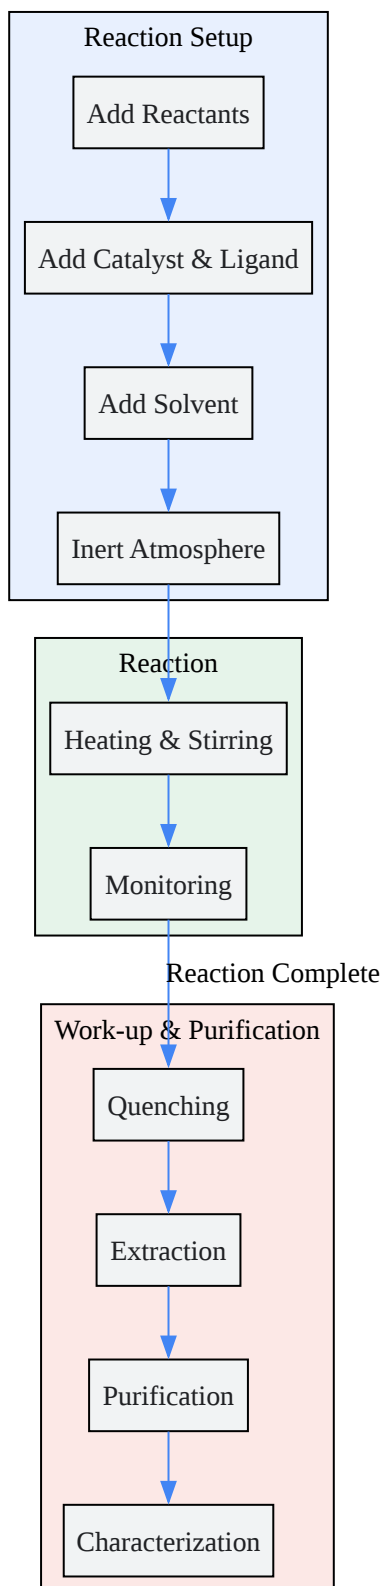 Reaction Setup
Add Reactants
Add Catalyst & Ligand
Add Solvent
Inert Atmosphere
Reaction
Heating & Stirring
Monitoring
Reaction Complete
Work-up & Purification
Quenching
Extraction
Purification
Characterization